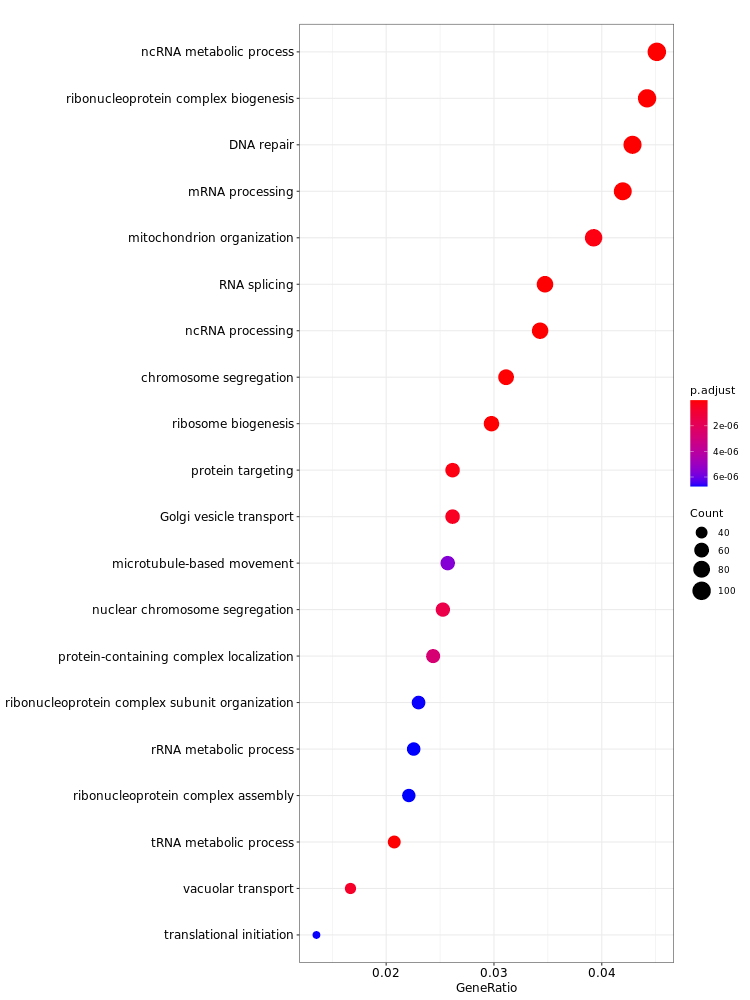 ncRNA metabolic process
ribonucleoprotein complex biogenesis
DNA repair
mRNA processing
mitochondrion organization
RNA splicing
ncRNA processing
chromosome segregation
ribosome biogenesis
protein targeting
Golgi vesicle transport
microtubule-based movement
nuclear chromosome segregation
protein-containing complex localization
ribonucleoprotein complex subunit organization
rRNA metabolic process
ribonucleoprotein complex assembly
tRNA metabolic process
vacuolar transport
translational initiation
0.02 0.03 0.04
GeneRatio
p.adjust
2e-06
4e-06
6e-06
Count
40
60
80
100